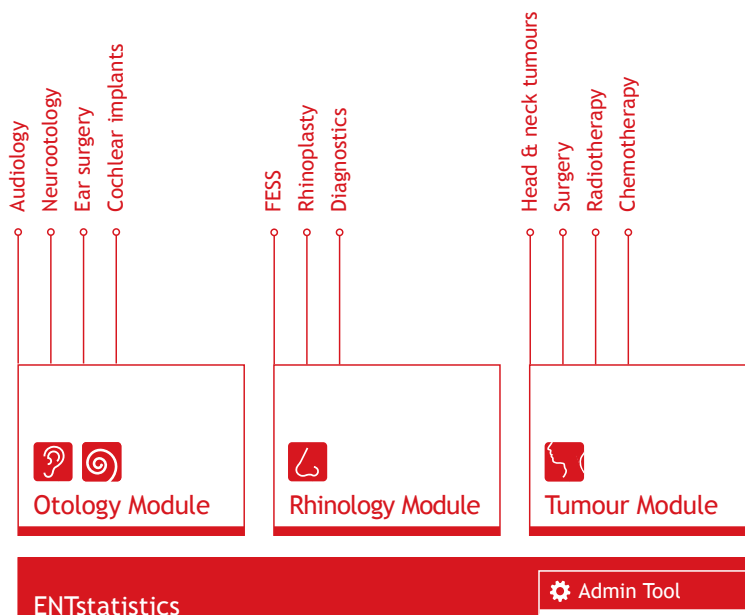 Audiology
Neurootology
Ear surgery
Cochlear implants
FESS
Rhinoplasty
Diagnostics
Head & neck tumours
Surgery
Radiotherapy
Chemotherapy
Otology Module
Rhinology Module
Tumour Module
ENTstatistics
Admin Tool